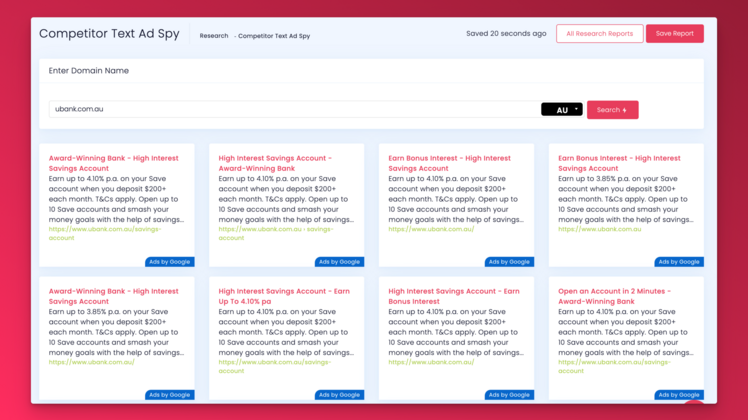 Competitor Text Ad Spy
Research - Competitor Text Ad Spy
Saved 20 seconds ago
All Research Reports
Save Report
Enter Domain Name
ubank.com.au
AU
Search
Award-Winning Bank - High Interest
Savings Account
Earn up to 4.10% p.a. on your Save
account when you deposit $200+
each month. T&Cs apply. Open up to
10 Save accounts and smash your
money goals with the help of savings...
https://www.ubank.com.au/savings-
account
Ads by Google
High Interest Savings Account -
Award-Winning Bank
Earn up to 4.10% p.a. on your Save
account when you deposit $200+
each month. T&Cs apply. Open up to
10 Save accounts and smash your
money goals with the help of savings...
https://www.ubank.com.au › savings-
account
Ads by Google
Earn Bonus Interest - High Interest
Savings Account
Earn up to 4.10% p.a. on your Save
account when you deposit $200+
each month. T&Cs apply. Open up to
10 Save accounts and smash your
money goals with the help of savings...
https://www.ubank.com.au/
Ads by Google
Earn Bonus Interest - High Interest
Savings Account
Earn up to 3.85% p.a. on your Save
account when you deposit $200+
each month. T&Cs apply. Open up to
10 Save accounts and smash your
money goals with the help of savings...
https://www.ubank.com.au
Ads by Google
Award-Winning Bank - High Interest
Savings Account
Earn up to 3.85% p.a. on your Save
account when you deposit $200+
each month. T&Cs apply. Open up to
10 Save accounts and smash your
money goals with the help of savings...
https://www.ubank.com.au/
Ads by Google
High Interest Savings Account - Earn
Up To 4.10% pa
Earn up to 4.10% p.a. on your Save
account when you deposit $200+
each month. T&Cs apply. Open up to
10 Save accounts and smash your
money goals with the help of savings...
https://www.ubank.com.au/savings-
account
Ads by Google
High Interest Savings Account - Earn
Bonus Interest
Earn up to 4.10% p.a. on your Save
account when you deposit $200+
each month. T&Cs apply. Open up to
10 Save accounts and smash your
money goals with the help of savings...
https://www.ubank.com.au/
Ads by Google
Open an Account in 2 Minutes -
Award-Winning Bank
Earn up to 4.10% p.a. on your Save
account when you deposit $200+
each month. T&Cs apply. Open up to
10 Save accounts and smash your
money goals with the help of savings...
https://www.ubank.com.au/savings-
account
Ads by Google